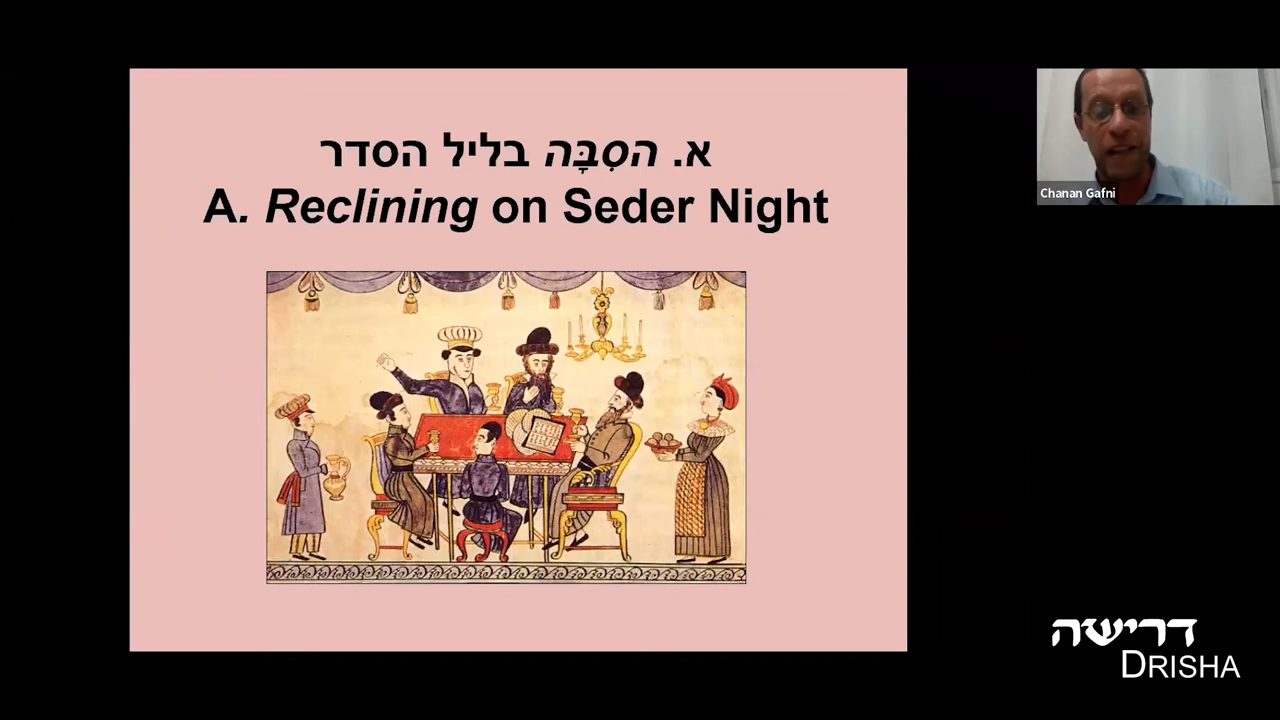 א. הסִבָּה בליל הסדר
A. Reclining on Seder Night
Chanan Gafni
דרישה
DRISHA